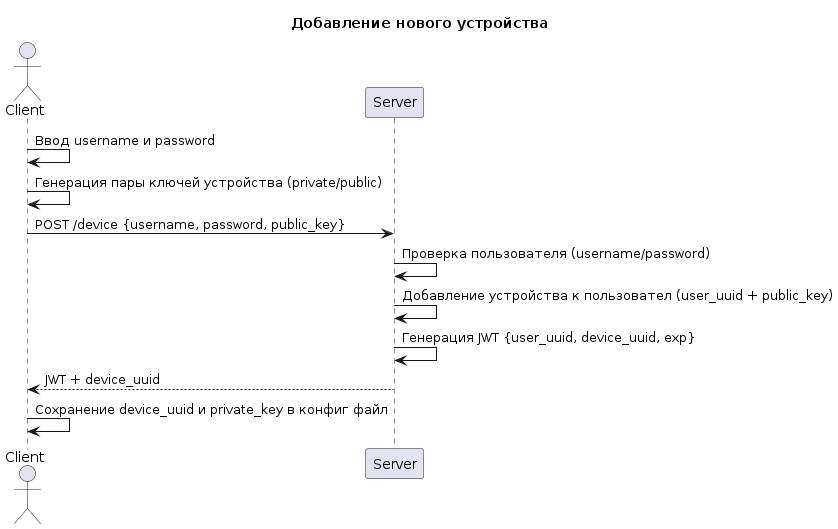 Добавление нового устройства
Client
Server
Ввод username и password
Генерация пары ключей устройства (private/public)
POST /device {username, password, public_key}
Проверка пользователя (username/password)
Добавление устройства к пользовател (user_uuid + public_key)
Генерация JWT {user_uuid, device_uuid, exp}
JWT + device_uuid
Сохранение device_uuid и private_key в конфиг файл
Client
Server